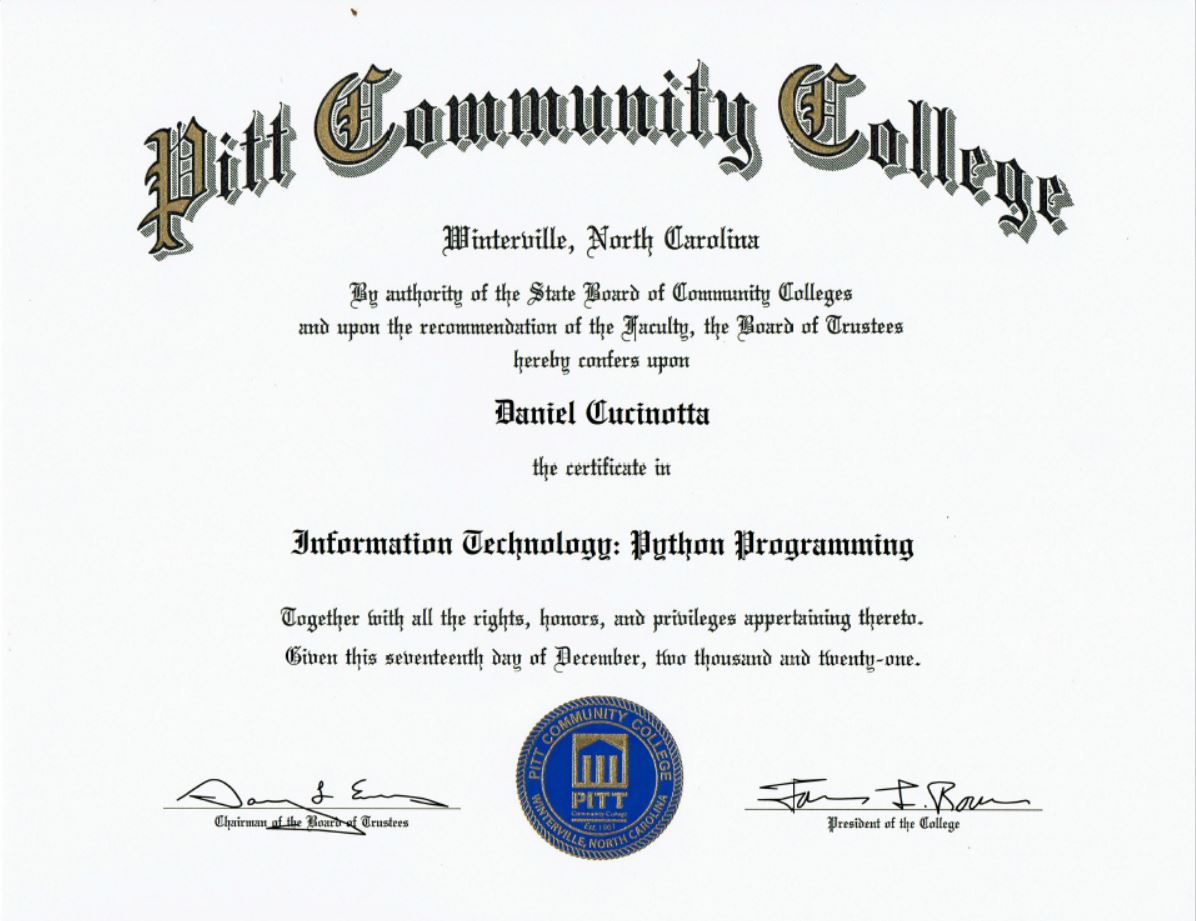 Pitt Community College
Winterville, North Carolina
By authority of the State Board of Community Colleges
and upon the recommendation of the Faculty, the Board of Trustees
hereby confers upon
Daniel Cucinotta
the certificate in
Information Technology: Python Programming
Together with all the rights, honors, and privileges appertaining thereto.
Given this seventeenth day of December, two thousand and twenty-one.
PITT COMMUNITY COLLEGE
PITT
Community College
Est. 1961
WINTERVILLE, NORTH CAROLINA
Chairman of the Board of Trustees
President of the College